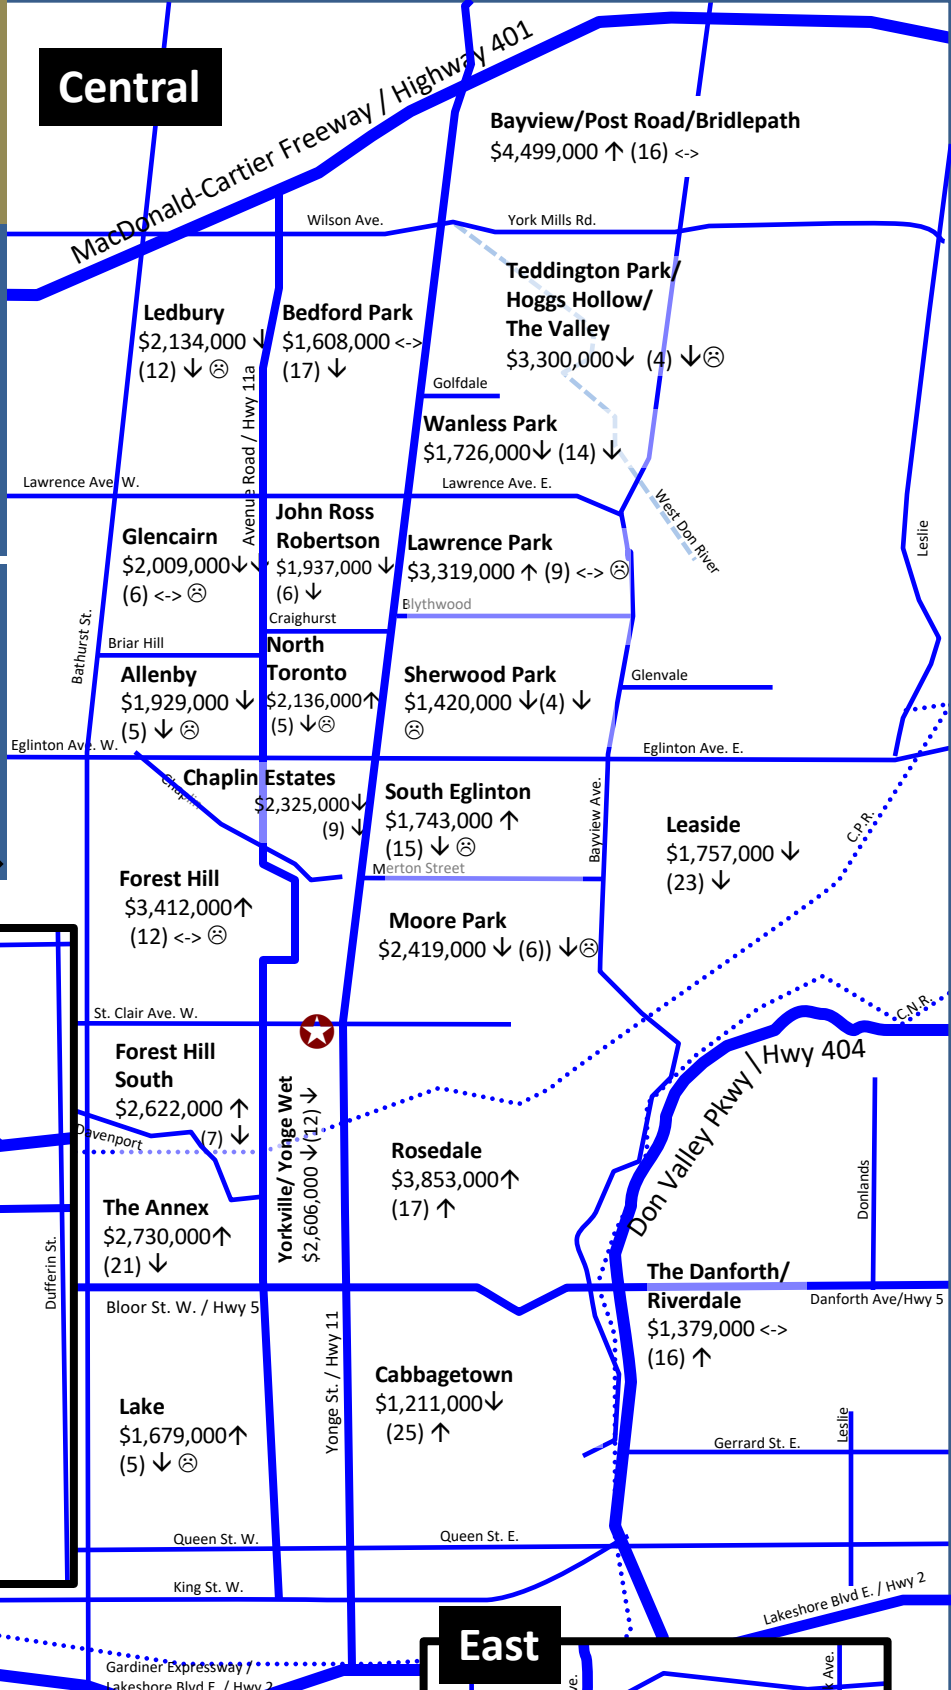 Central
MacDonald-Cartier Freeway / Highway 401
Bayview/Post Road/Bridlepath
$4,499,000 ↑ (16) <->
Wilson Ave.
York Mills Rd.
Teddington Park/
Hoggs Hollow/
The Valley
$3,300,000↓ (4) ↓☹
Ledbury
$2,134,000 ↓
(12) ↓ ☹
Bedford Park
$1,608,000 <->
(17) ↓
Avenue Road / Hwy 11a
Golfdale
Wanless Park
$1,726,000↓ (14) ↓
Lawrence Ave. W.
Lawrence Ave. E.
West Don River
Leslie
Glencairn
$2,009,000↓
(6) <-> ☹
John Ross
Robertson
$1,937,000 ↓
(6) ↓
Lawrence Park
$3,319,000 ↑ (9) <-> ☹
Blythwood
Craighurst
Bathurst St.
Briar Hill
Allenby
$1,929,000 ↓
(5) ↓ ☹
North
Toronto
$2,136,000↑
(5) ↓☹
Sherwood Park
$1,420,000 ↓(4) ↓
☹
Glenvale
Eglinton Ave. W.
Eglinton Ave. E.
Chaplin
Chaplin Estates
$2,325,000↓
(9) ↓
South Eglinton
$1,743,000 ↑
(15) ↓ ☹
Merton Street
Bayview Ave.
Leaside
$1,757,000 ↓
(23) ↓
C.P.R.
Forest Hill
$3,412,000↑
(12) <-> ☹
Moore Park
$2,419,000 ↓ (6)) ↓☹
St. Clair Ave. W.
C.N.R.
Don Valley Pkwy / Hwy 404
Forest Hill
South
$2,622,000 ↑
(7) ↓
Davenport
Yorkville/ Yonge Wet
$2,606,000 ↓(12) ↓
Rosedale
$3,853,000↑
(17) ↑
Donlands
The Annex
$2,730,000↑
(21) ↓
Dufferin St.
Bloor St. W. / Hwy 5
The Danforth/
Riverdale
$1,379,000 <->
(16) ↑
Danforth Ave/Hwy 5
Yonge St. / Hwy 11
Cabbagetown
$1,211,000↓
(25) ↑
Lake
$1,679,000↑
(5) ↓ ☹
Leslie
Gerrard St. E.
Queen St. W.
Queen St. E.
King St. W.
Lakeshore Blvd E. / Hwy 2
East
Gardiner Expressway /
Lakeshore Blvd E. / Hwy 2